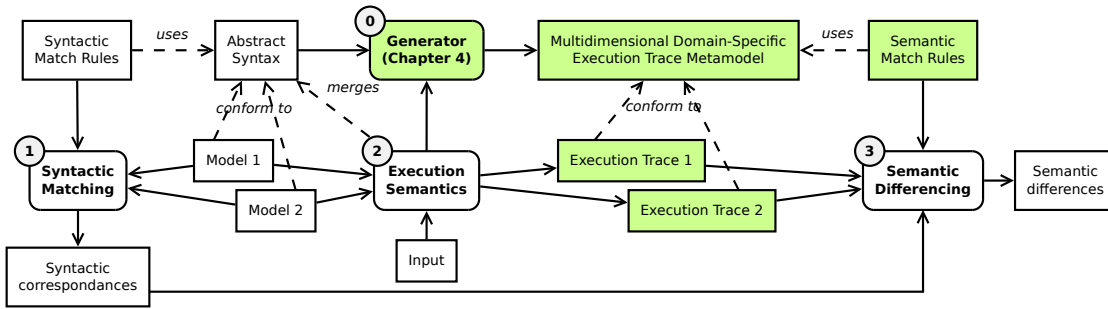 0
Syntactic
Match Rules
uses
Abstract
Syntax
Generator
(Chapter 4)
Multidimensional Domain-Specific
Execution Trace Metamodel
uses
Semantic
Match Rules
merges
conform to
conform to
1
Syntactic
Matching
Model 1
2
Execution
Semantics
Execution Trace 1
3
Semantic
Differencing
Semantic
differences
Model 2
Execution Trace 2
Syntactic
correspondances
Input